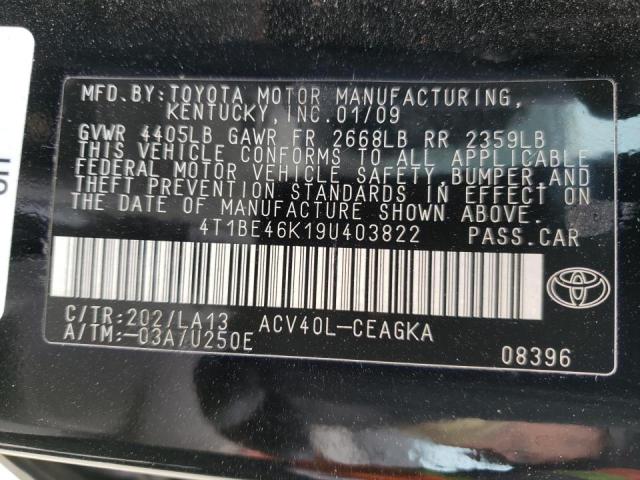 MFD.BY:TOYOTA MOTOR MANUFACTURING,
KENTUCKY, INC.01/09
GVWR 4405LB GAWR FR 2668LB RR 2359LB
THIS VEHICLE CONFORMS TO ALL APPLICABLE
FEDERAL MOTOR VEHICLE SAFETY, BUMPER, AND
THEFT PREVENTION STANDARDS IN EFFECT ON
THE DATE OF MANUFACTURE SHOWN ABOVE.
4T1BE46K19U403822 PASS.CAR
C/TR:202/LA13 ACV40L-CEAGKA
A/TM:-03A/U250E
08396